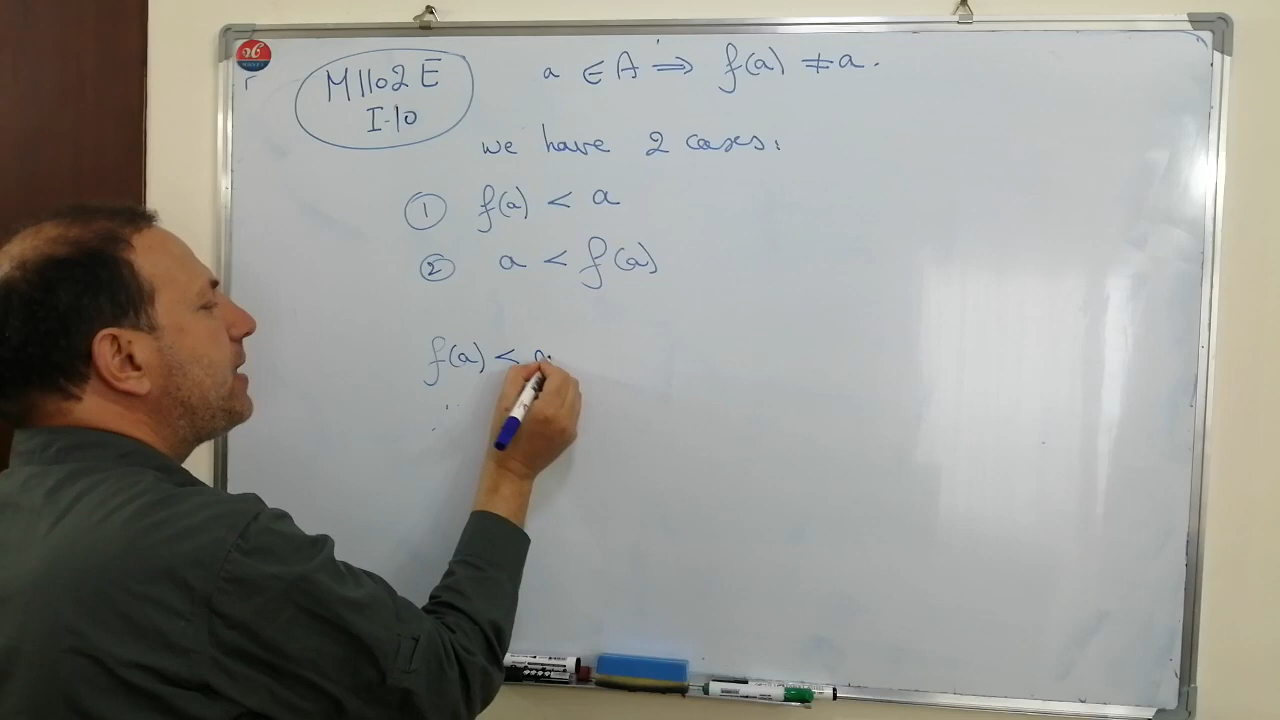 M1102E
I-10
a ∈ A ⇒ f(a) ≠ a.
we have 2 cases:
① f(a) < a
② a < f(a)
f(a) < a